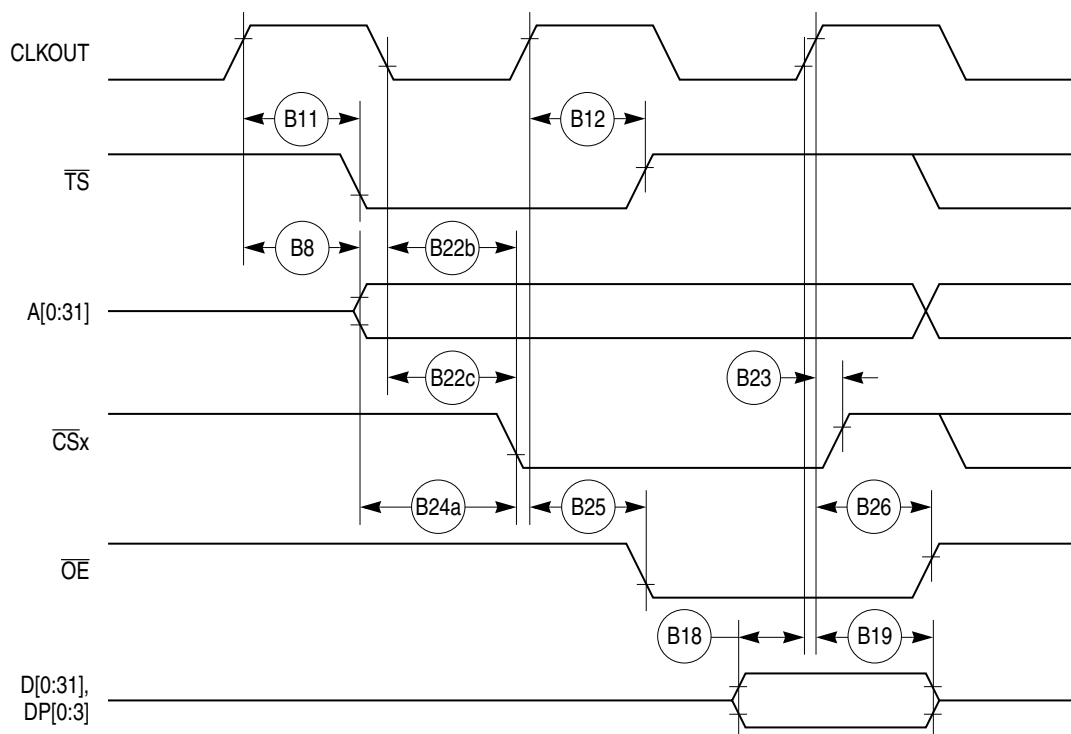 CLKOUT
B11
B12
TS
B8
B22b
A[0:31]
B22c
B23
CSx
B24a
B25
B26
OE
B18
B19
D[0:31],
DP[0:3]